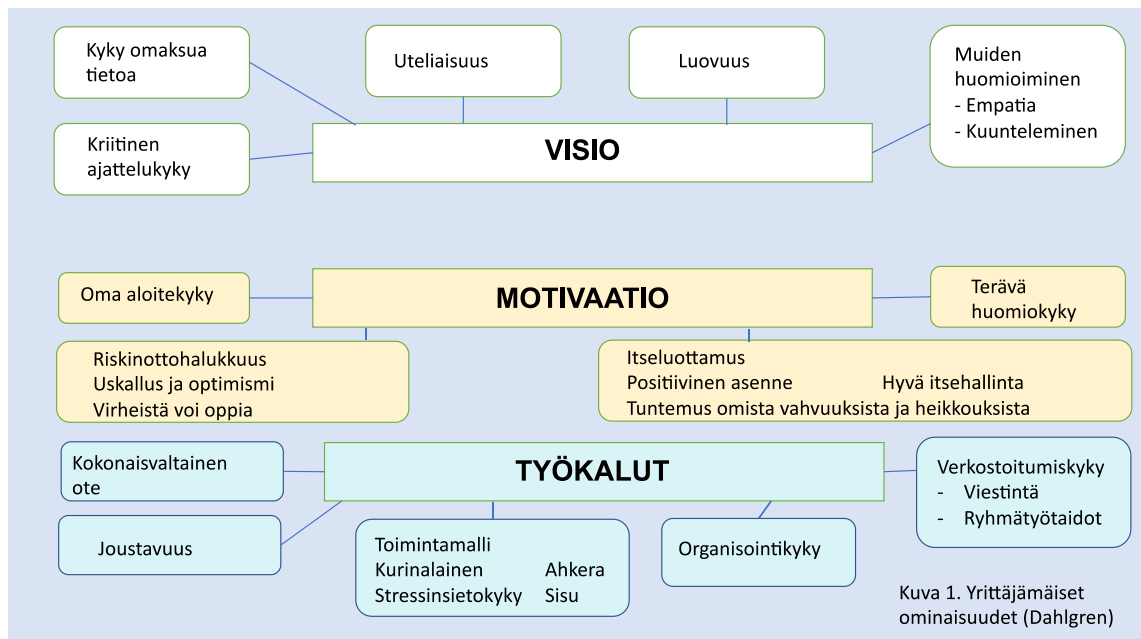 Kyky omaksua
tietoa
Uteliaisuus
Luovuus
Muiden
huomioiminen
- Empatia
- Kuunteleminen
Kriitinen
ajattelukyky
VISIO
Oma aloitekyky
MOTIVAATIO
Terävä
huomiokyky
Riskinottohalukkuus
Uskallus ja optimismi
Virheistä voi oppia
Itseluottamus
Positiivinen asenne Hyvä itsehallinta
Tuntemus omista vahvuuksista ja heikkouksista
Kokonaisvaltainen
ote
TYÖKALUT
Verkostoitumiskyky
- Viestintä
- Ryhmätyötaidot
Joustavuus
Toimintamalli
Kurinalainen Ahkera
Stressinsietokyky Sisu
Organisointikyky
Kuva 1. Yrittäjämäiset
ominaisuudet (Dahlgren)